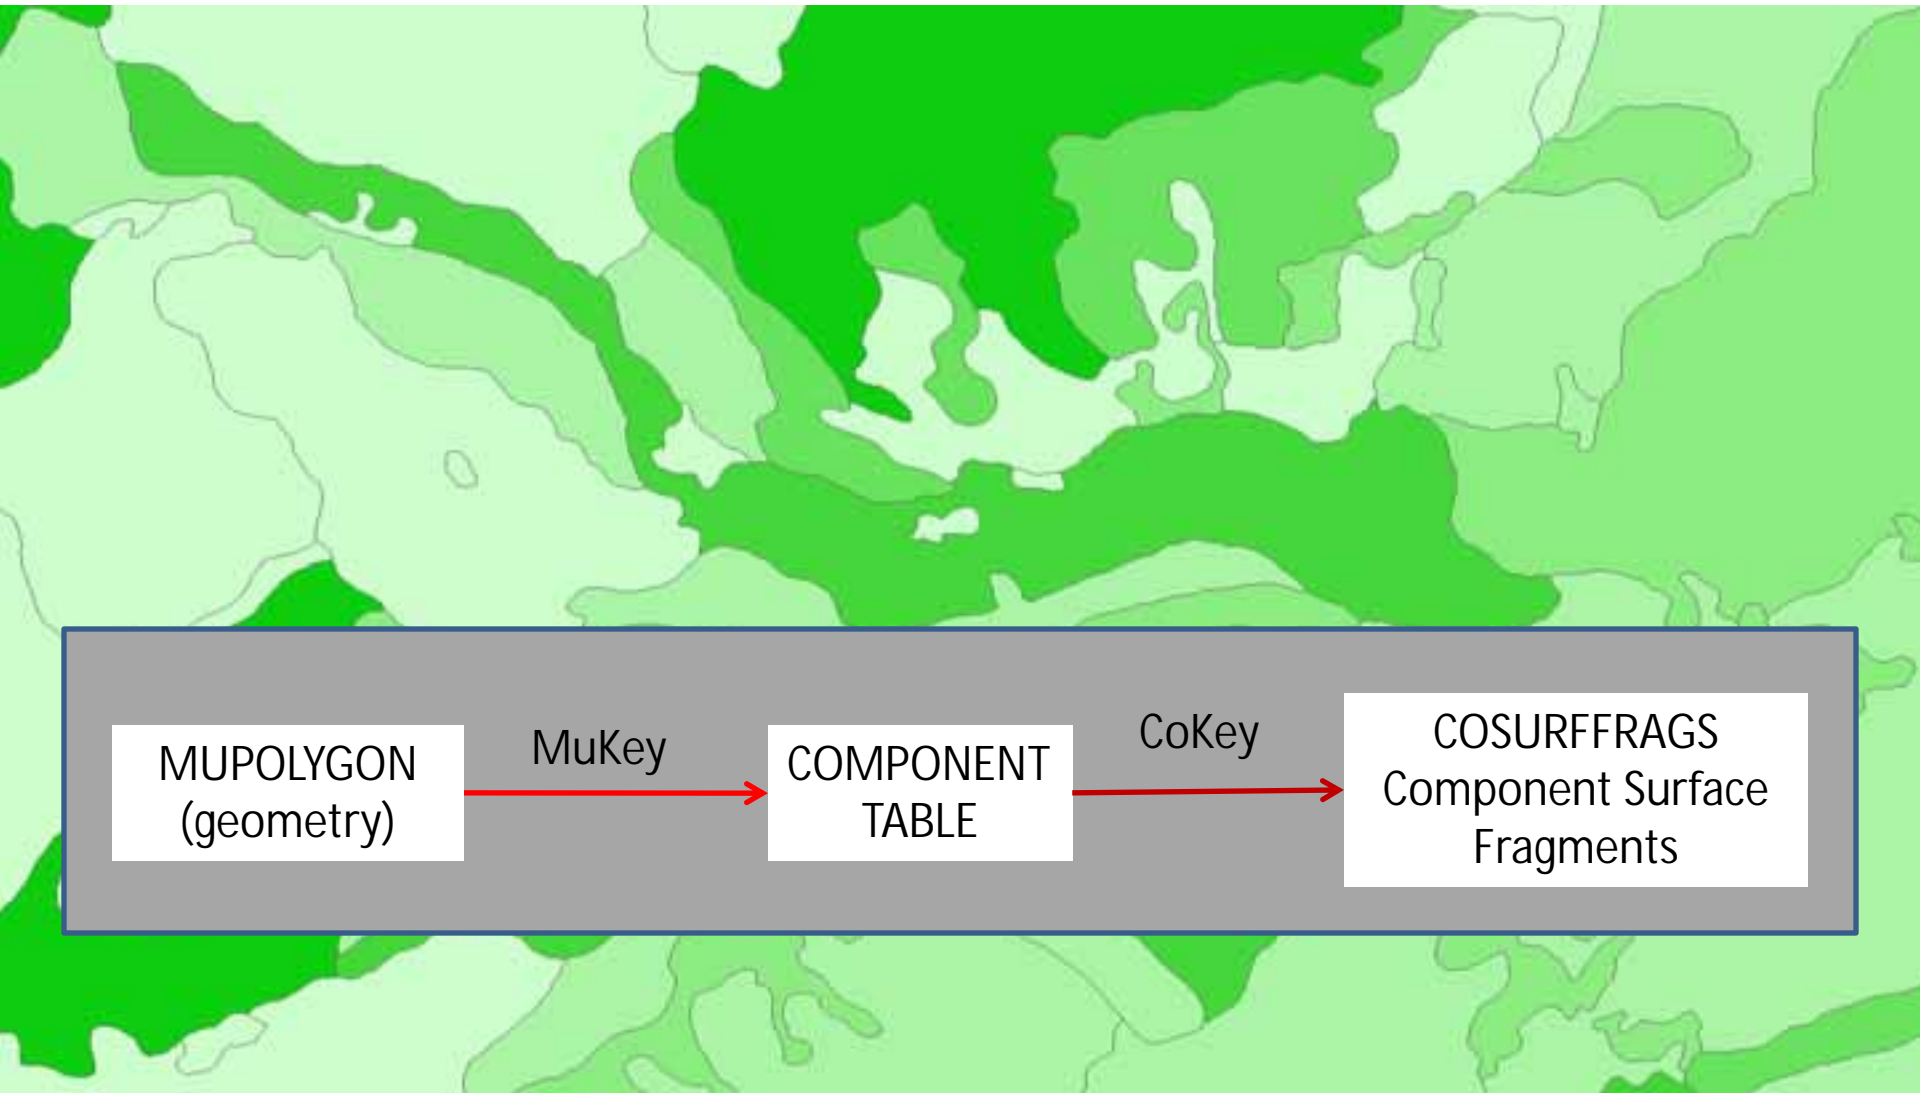 MUPOLYGON
(geometry)
MuKey
COMPONENT
TABLE
CoKey
COSURFFRAGS
Component Surface
Fragments